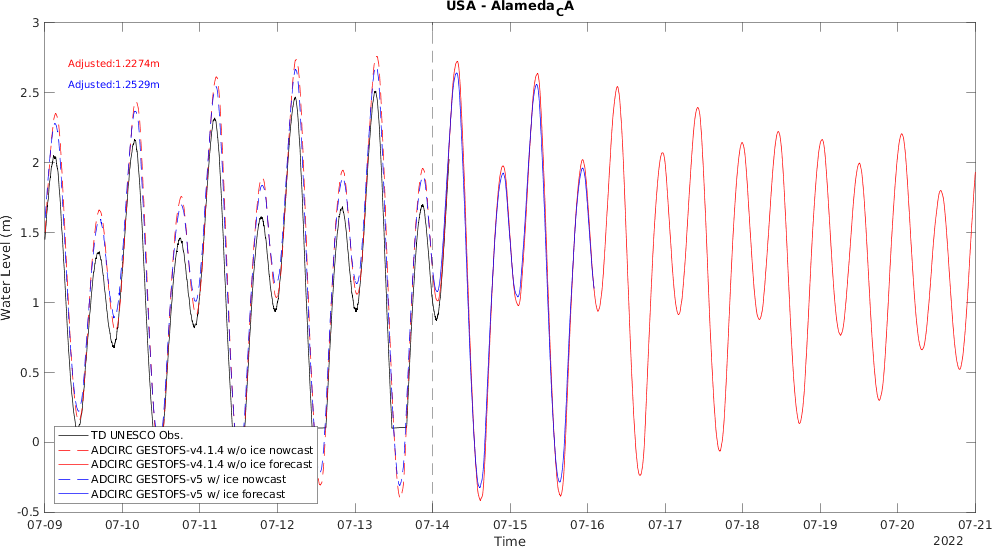 USA - Alameda_CA
3
2.5
2
1.5
1
0.5
0
-0.5
Water Level (m)
Adjusted:1.2274m
Adjusted:1.2529m
TD UNESCO Obs.
ADCIRC GESTOFS-v4.1.4 w/o ice nowcast
ADCIRC GESTOFS-v4.1.4 w/o ice forecast
ADCIRC GESTOFS-v5 w/ ice nowcast
ADCIRC GESTOFS-v5 w/ ice forecast
07-09 07-10 07-11 07-12 07-13 07-14 07-15 07-16 07-17 07-18 07-19 07-20 07-21
Time
2022